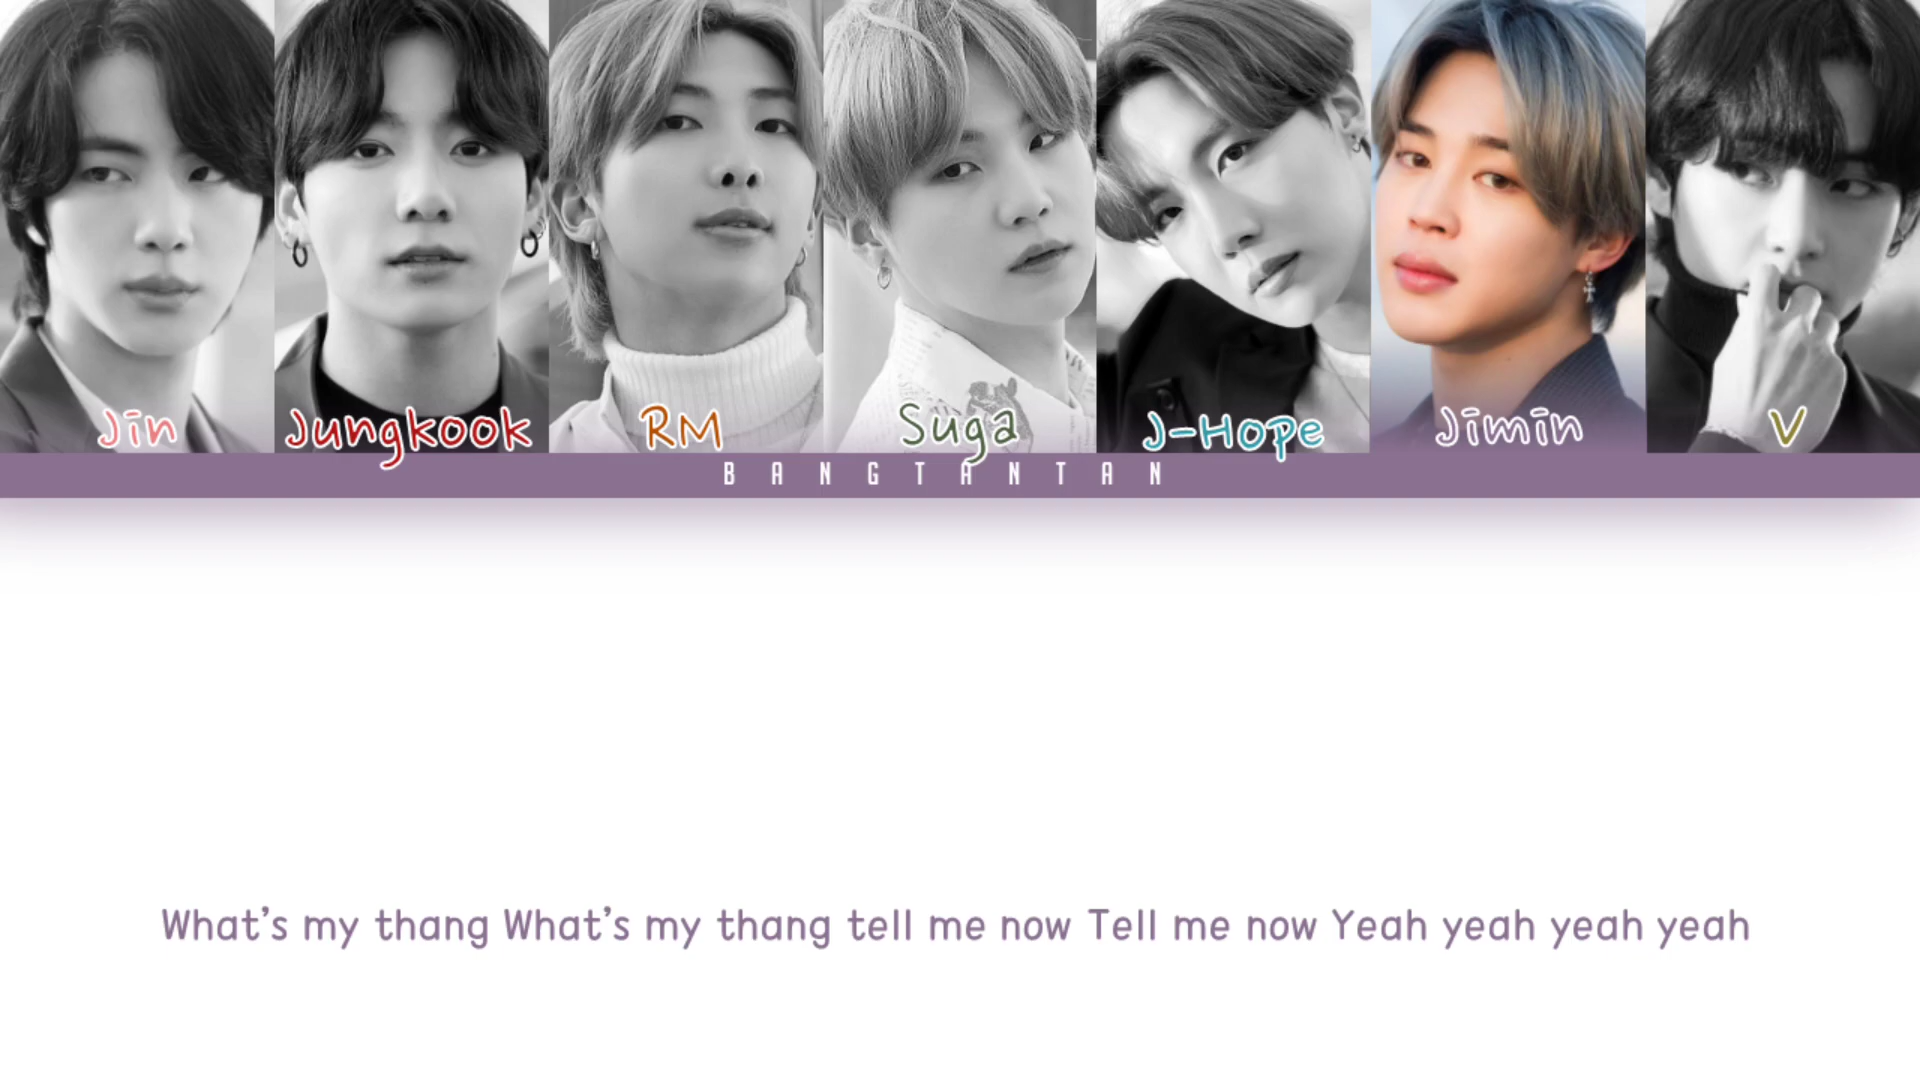 Jin Jungkook RM Suga J-Hope Jimin V
BANGTANTAN
What's my thang What's my thang tell me now Tell me now Yeah yeah yeah yeah